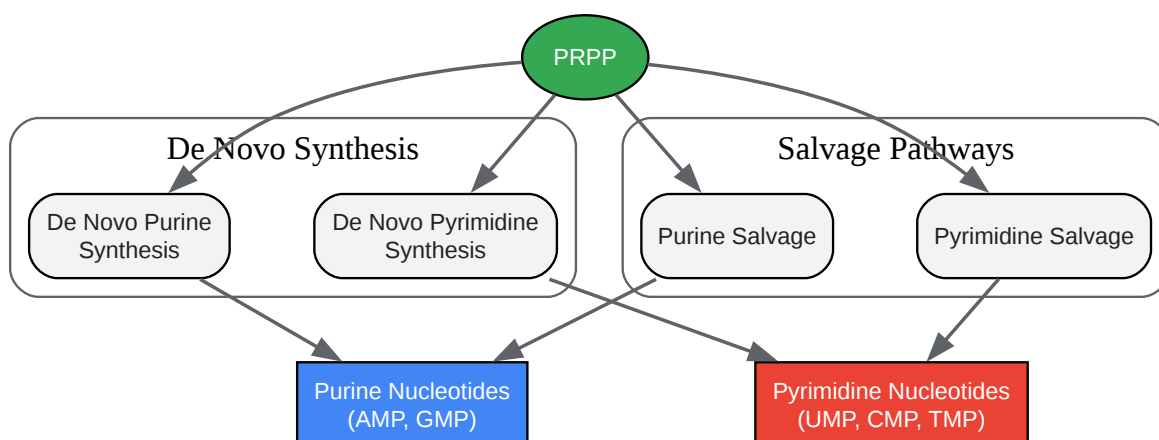 PRPP
De Novo Synthesis
Salvage Pathways
De Novo Purine
Synthesis
De Novo Pyrimidine
Synthesis
Purine Salvage
Pyrimidine Salvage
Purine Nucleotides
(AMP, GMP)
Pyrimidine Nucleotides
(UMP, CMP, TMP)